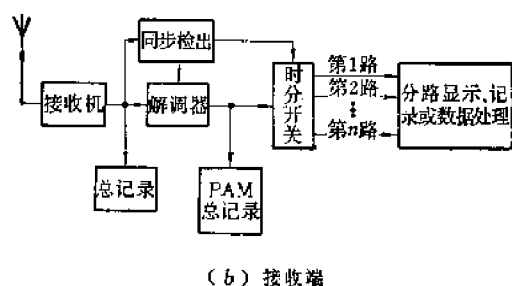 同步检出
接收机
解调器
时分开关
第1路
第2路
第n路
分路显示、记
录或数据处理
总记录
PAM
总记录
(b) 接收端